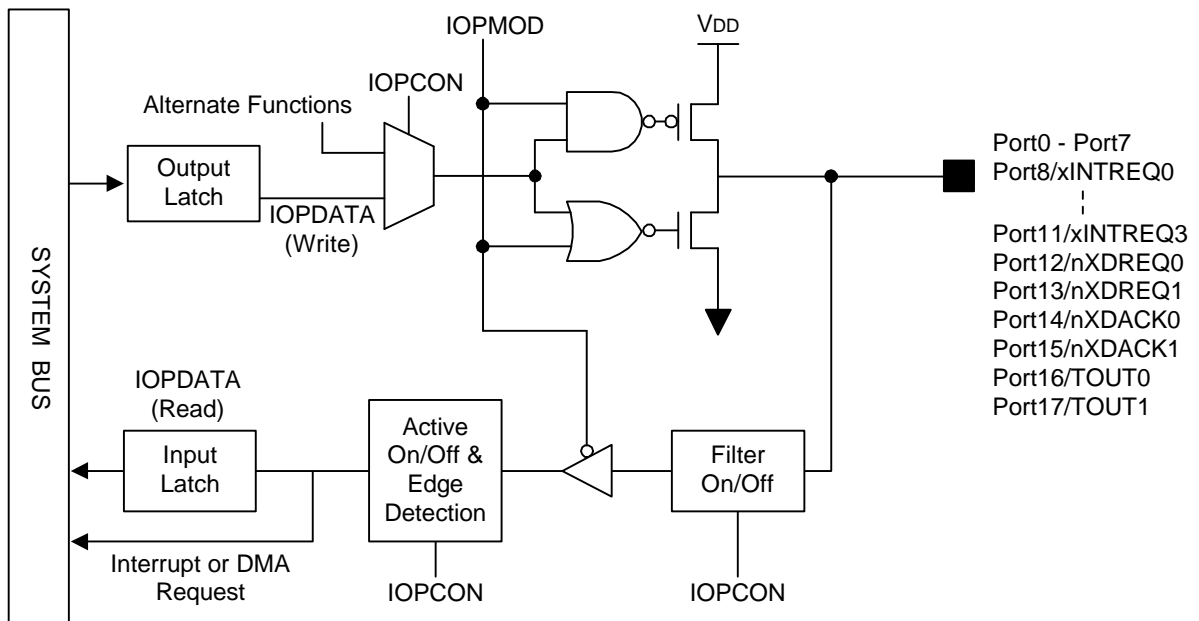 IOPMOD
VDD
IOPCON
Alternate Functions
Output
Latch
IOPDATA
(Write)
SYSTEM BUS
Port0 - Port7
Port8/xINTREQ0
Port11/xINTREQ3
Port12/nXDREQ0
Port13/nXDREQ1
Port14/nXDACK0
Port15/nXDACK1
Port16/TOUT0
Port17/TOUT1
IOPDATA
(Read)
Input
Latch
Active
On/Off &
Edge
Detection
Filter
On/Off
Interrupt or DMA
Request
IOPCON
IOPCON